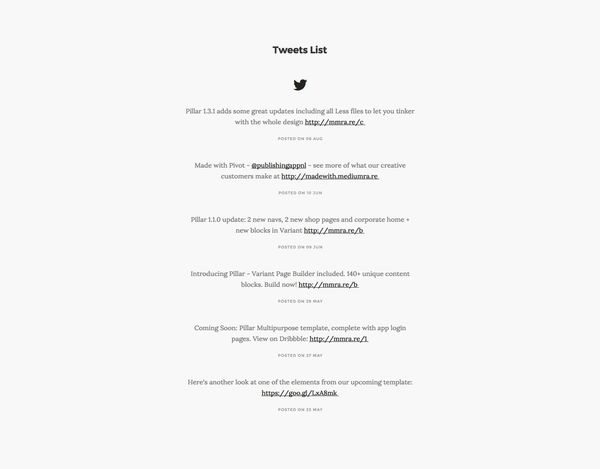 Tweets List
Pillar 1.3.1 adds some great updates including all Less files to let you tinker
with the whole design http://mmra.re/c
POSTED ON 06 AUG
Made with Pivot – @publishingappnl – see more of what our creative
customers make at http://madewith.mediumra.re
POSTED ON 10 JUN
Pillar 1.1.0 update: 2 new navs, 2 new shop pages and corporate home +
new blocks in Variant http://mmra.re/b
POSTED ON 09 JUN
Introducing Pillar – Variant Page Builder included. 140+ unique content
blocks. Build now! http://mmra.re/b
POSTED ON 29 MAY
Coming Soon: Pillar Multipurpose template, complete with app login
pages. View on Dribbble: http://mmra.re/1
POSTED ON 27 MAY
Here's another look at one of the elements from our upcoming template:
https://goo.gl/LxA8mk
POSTED ON 25 MAY